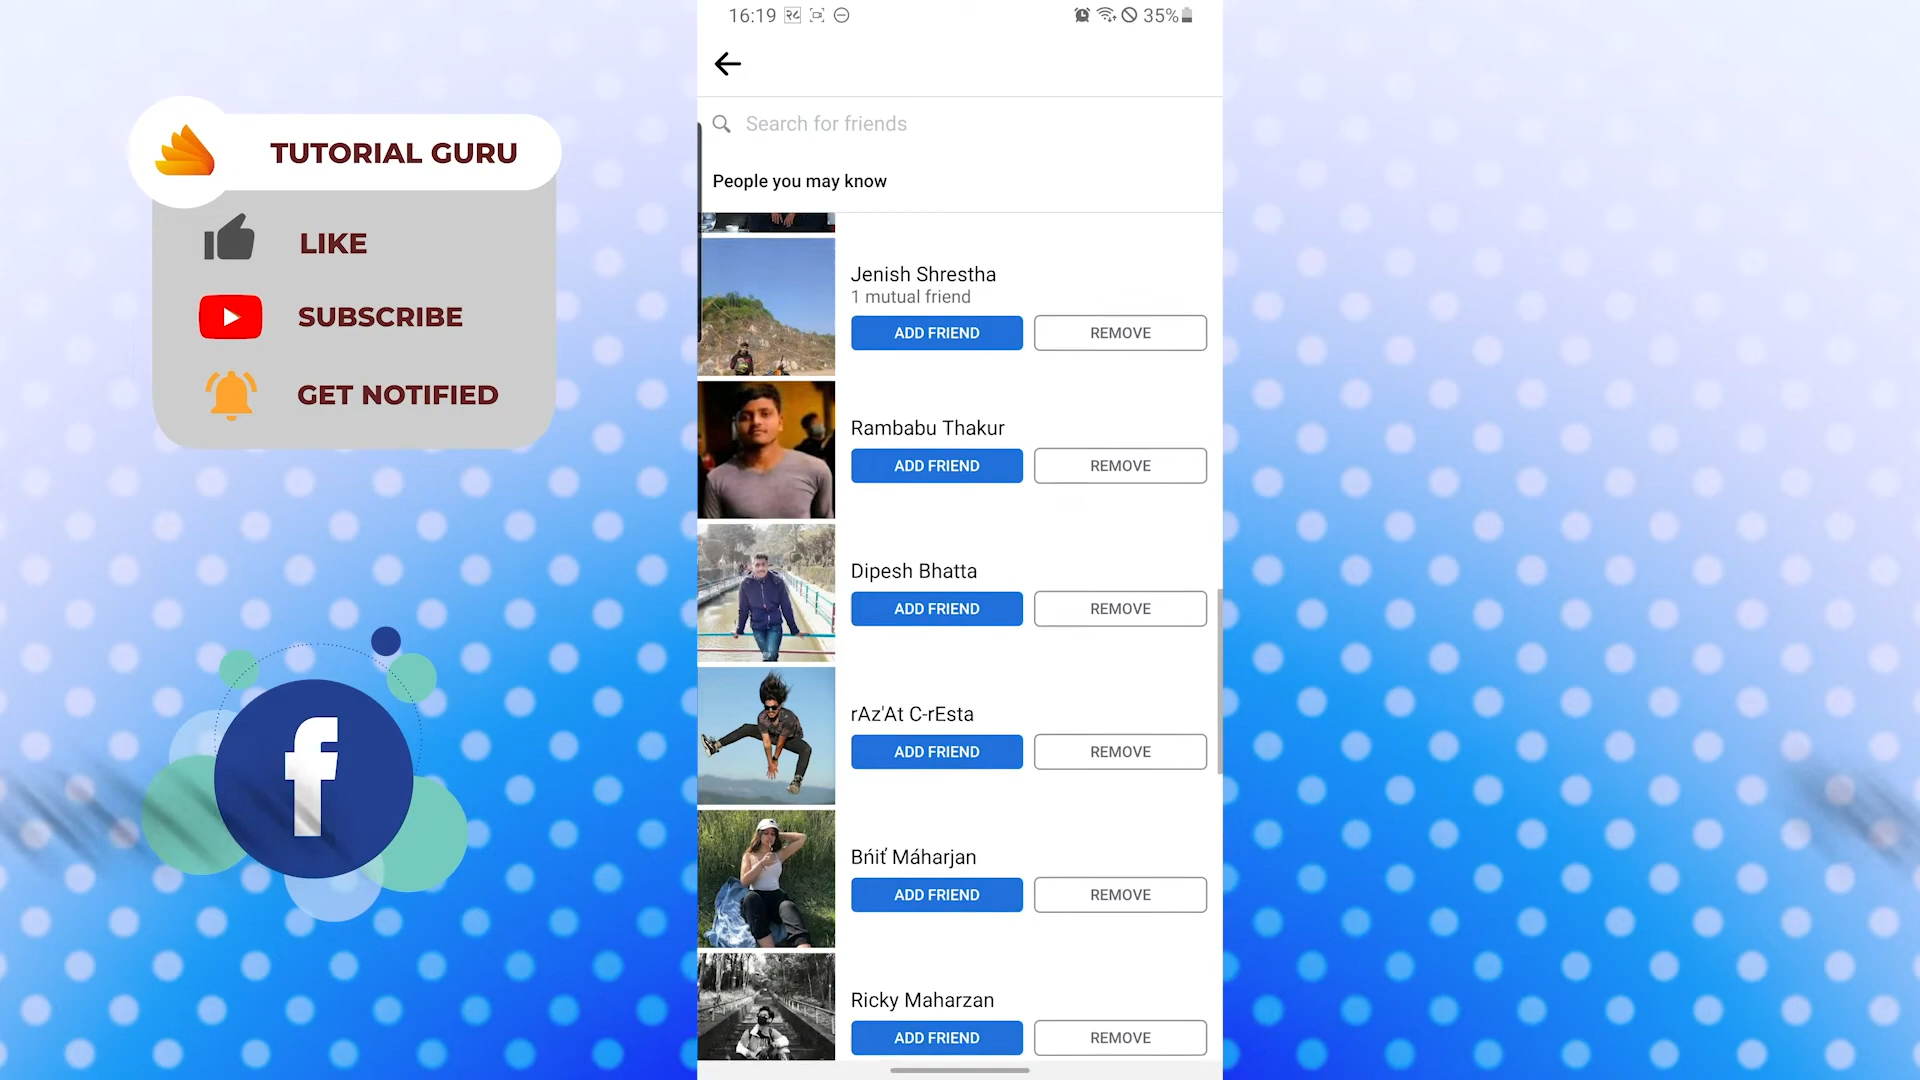 16:19
35%
TUTORIAL GURU
LIKE
SUBSCRIBE
GET NOTIFIED
f
Search for friends
People you may know
Jenish Shrestha
1 mutual friend
ADD FRIEND REMOVE
Rambabu Thakur
ADD FRIEND REMOVE
Dipesh Bhatta
ADD FRIEND REMOVE
rAz'At C-rEsta
ADD FRIEND REMOVE
Bńiť Máharjan
ADD FRIEND REMOVE
Ricky Maharzan
ADD FRIEND REMOVE